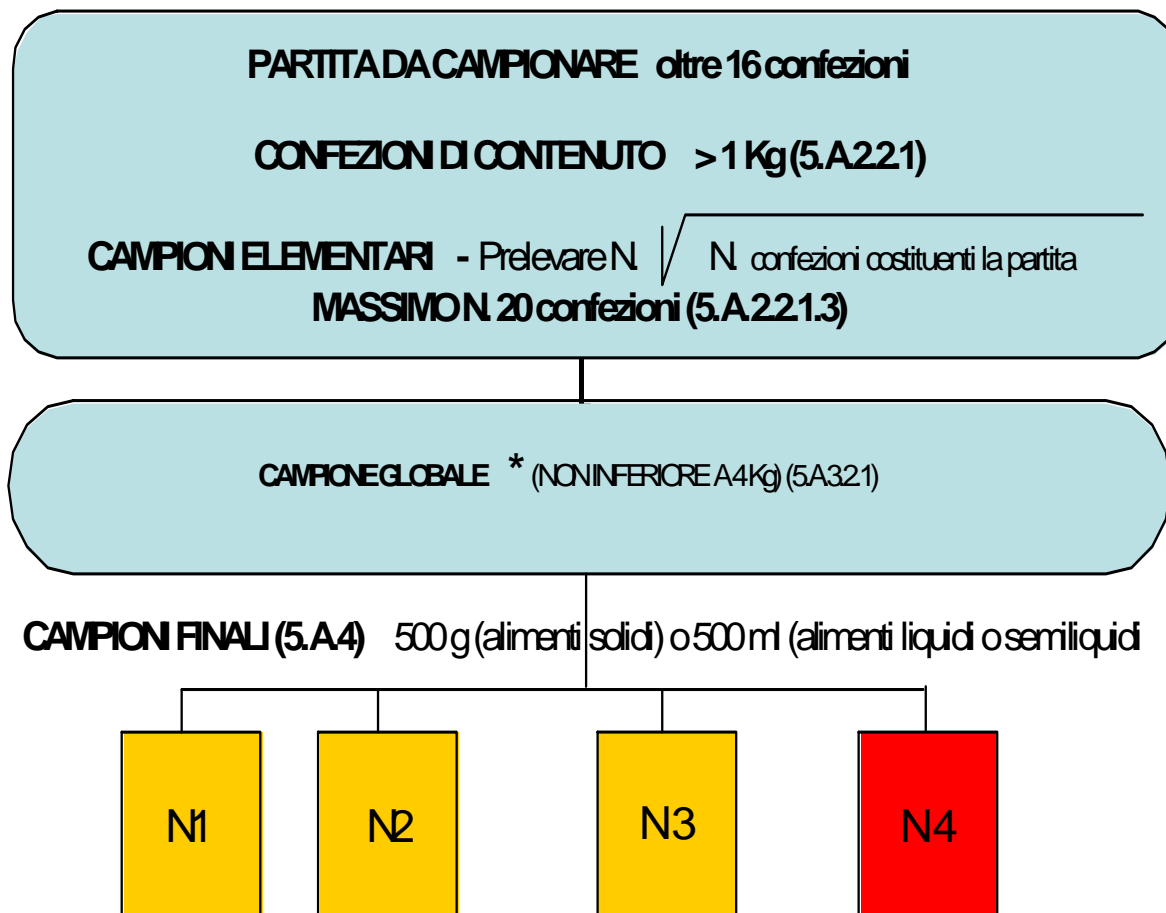 PARTITA DA CAMPIONARE oltre 16 confezioni
CONFEZIONI DI CONTENUTO > 1 Kg (5.A.2.2.1)
CAMPIONI ELEMENTARI - Prelevare N. √ N. confezioni costituenti la partita
MASSIMO N. 20 confezioni (5.A.2.2.1.3)
CAMPIONE GLOBALE * (NON INFERIORE A 4 Kg) (5.A.3.2.1)
CAMPIONI FINALI (5.A.4) 500 g (alimenti solidi) o 500 ml (alimenti liquidi o semiliquidi
N1 N2 N3 N4